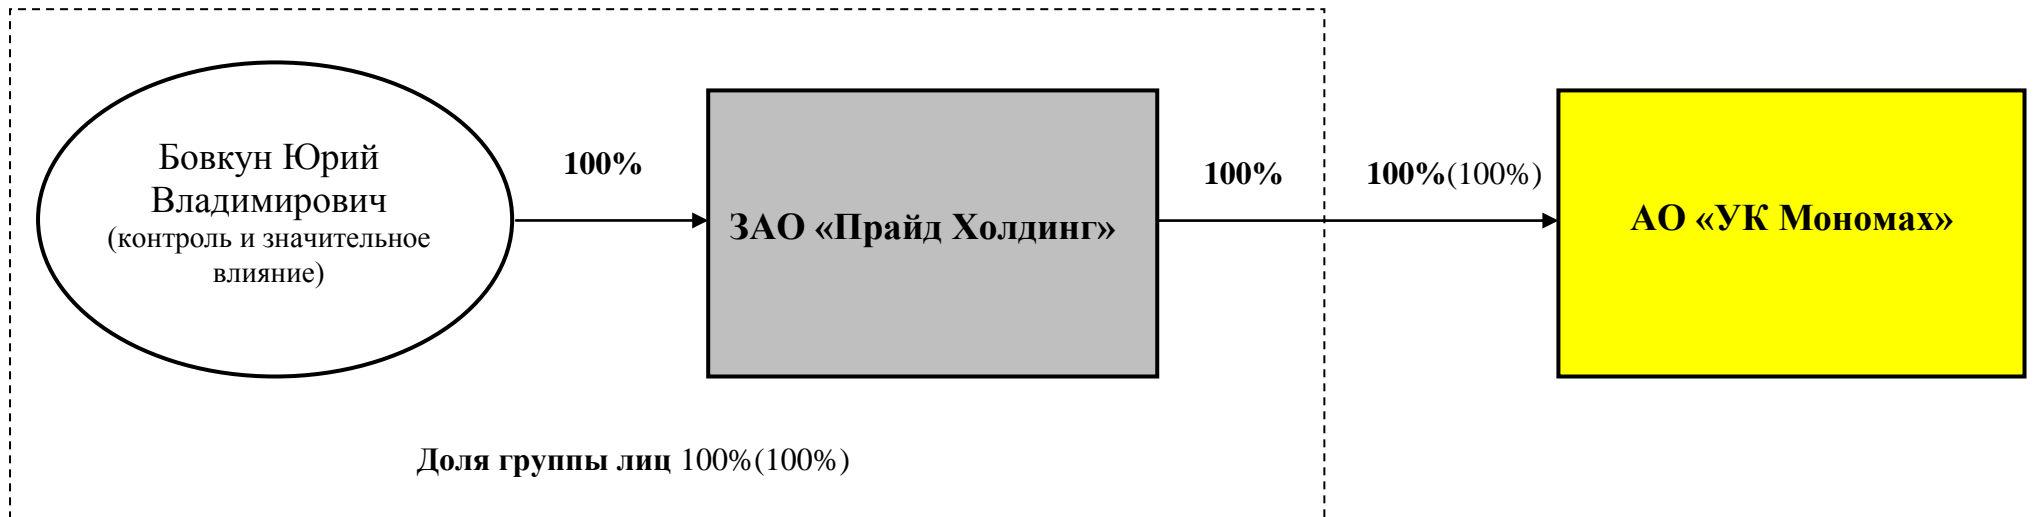 Бовкун Юрий
Владимирович
(контроль и значительное
влияние)
100%
ЗАО «Прайд Холдинг»
100%
100%(100%)
АО «УК Мономах»
Доля группы лиц 100%(100%)